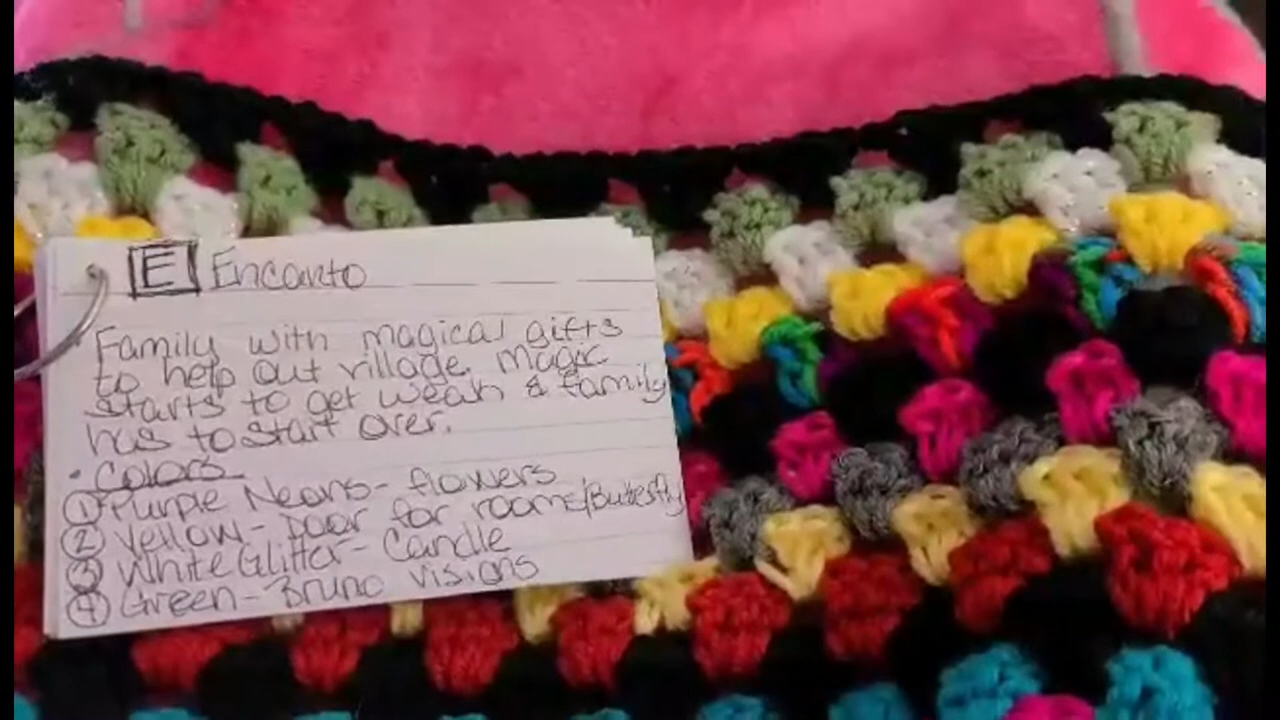 E Encanto
Family with magical gifts
to help out village. Magic
starts to get weak & family
has to start over.
• Colors
① Purple Neons - flowers
② Yellow - Door for rooms/Butterfly
③ White Glitter - Candle
④ Green - Bruno visions